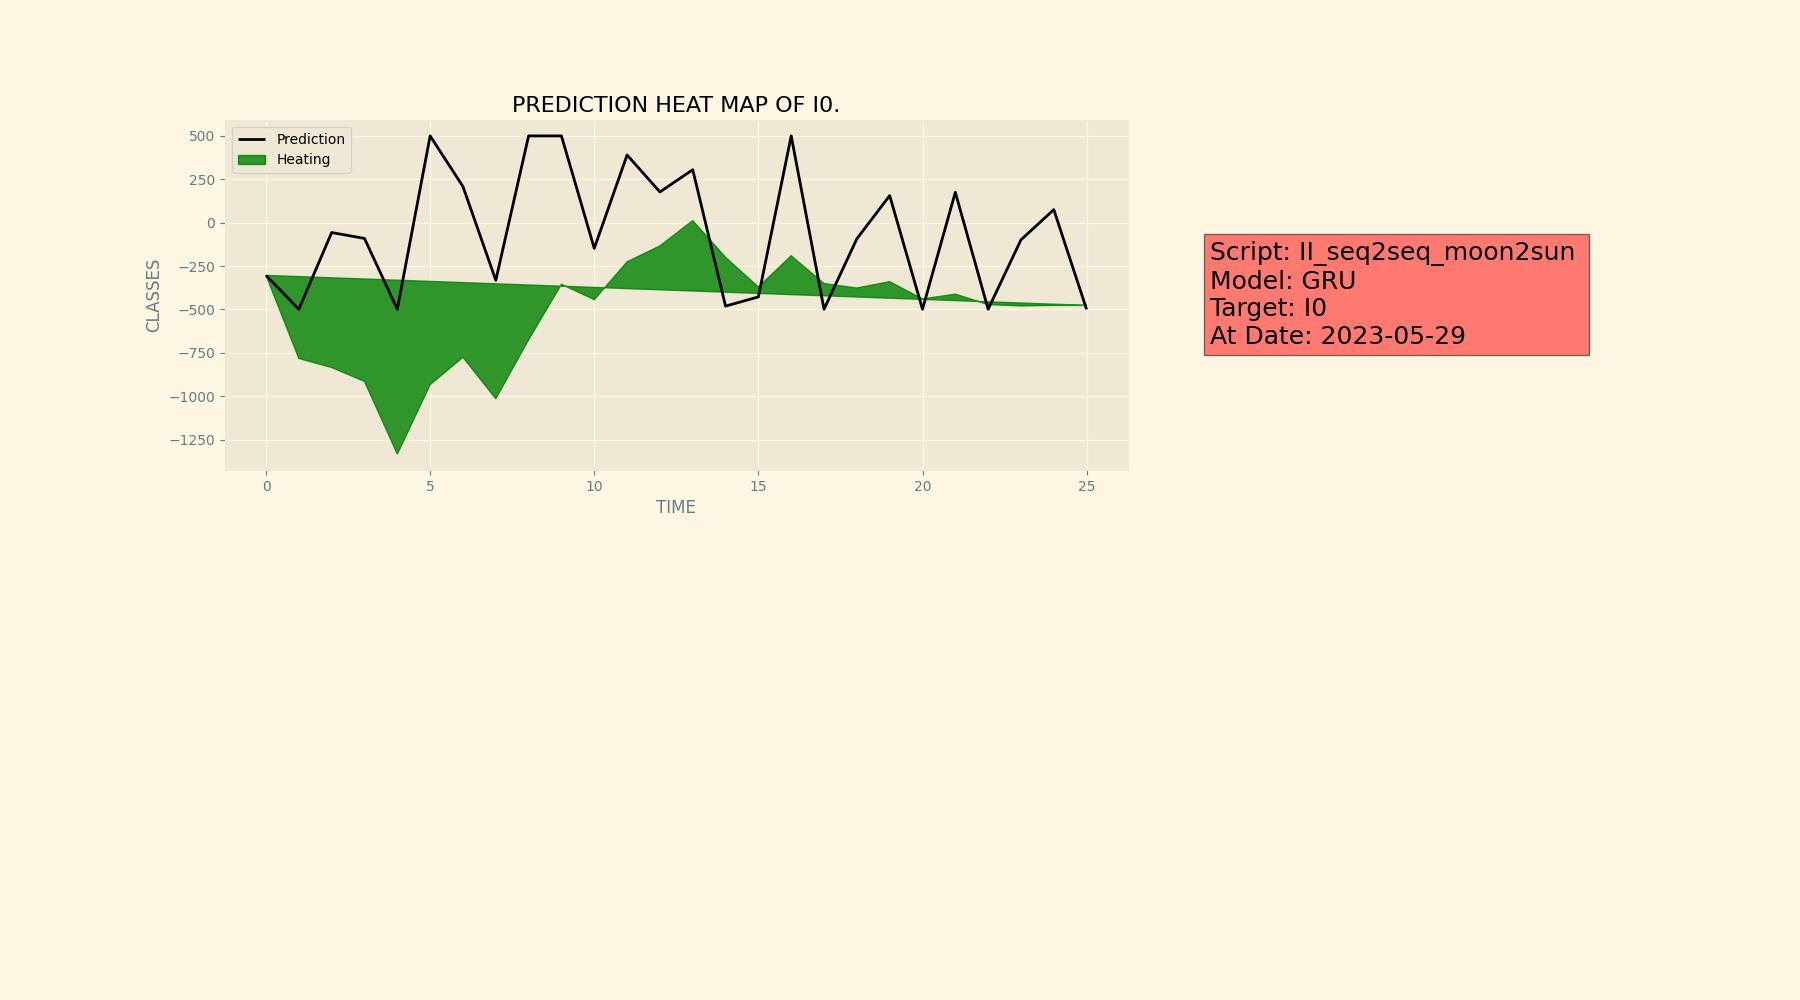 PREDICTION HEAT MAP OF I0.
Prediction
Heating
500
250
0
−250
−500
−750
−1000
−1250
CLASSES
0 5 10 15 20 25
TIME
Script: II_seq2seq_moon2sun
Model: GRU
Target: I0
At Date: 2023-05-29